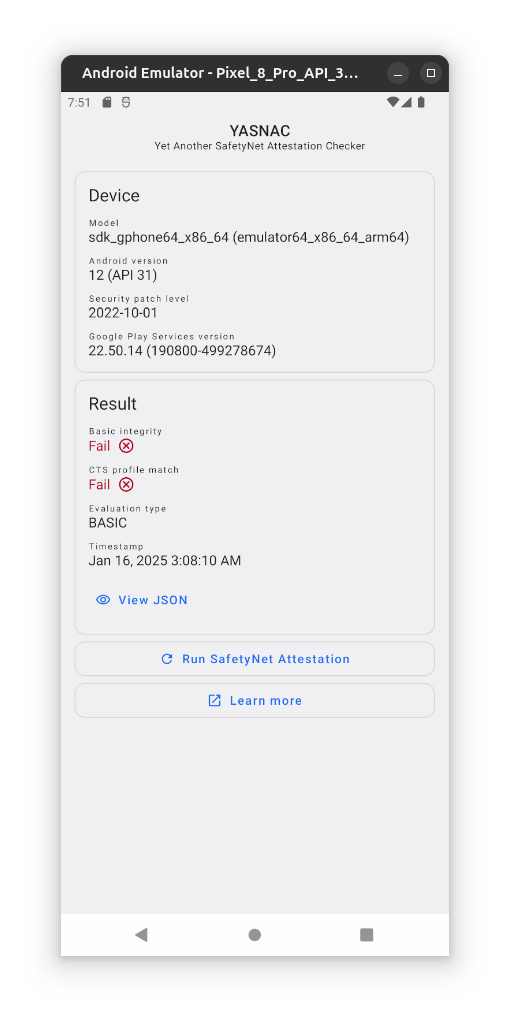 Android Emulator - Pixel_8_Pro_API_3...
7:51
YASNAC
Yet Another SafetyNet Attestation Checker
Device
Model
sdk_gphone64_x86_64 (emulator64_x86_64_arm64)
Android version
12 (API 31)
Security patch level
2022-10-01
Google Play Services version
22.50.14 (190800-499278674)
Result
Basic integrity
Fail
CTS profile match
Fail
Evaluation type
BASIC
Timestamp
Jan 16, 2025 3:08:10 AM
View JSON
Run SafetyNet Attestation
Learn more